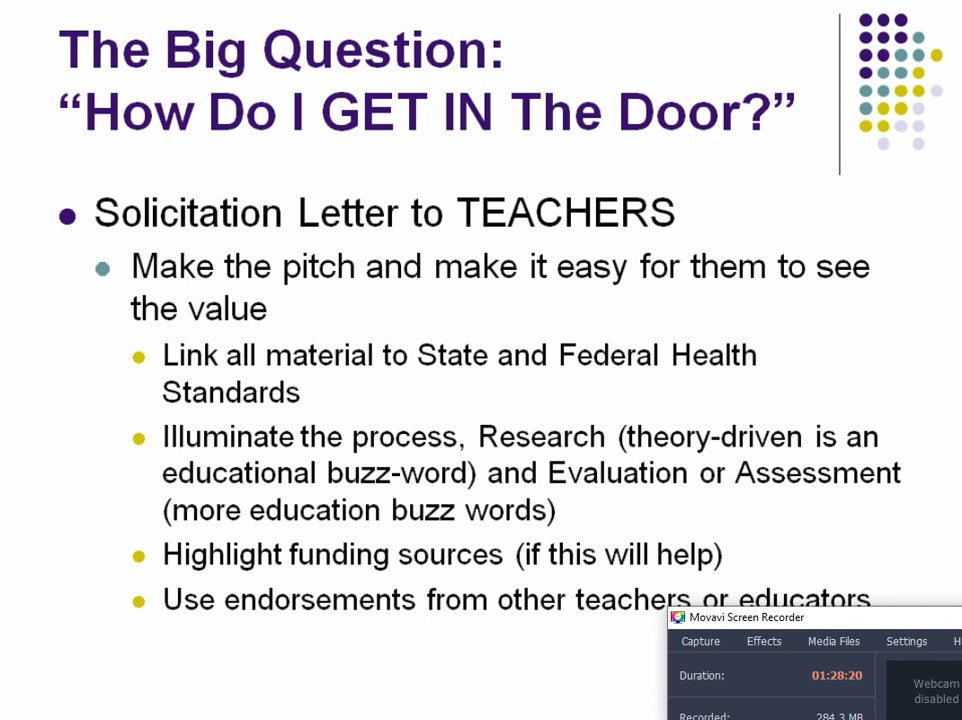 The Big Question:
“How Do I GET IN The Door?”
Solicitation Letter to TEACHERS
Make the pitch and make it easy for them to see
the value
Link all material to State and Federal Health
Standards
Illuminate the process, Research (theory-driven is an
educational buzz-word) and Evaluation or Assessment
(more education buzz words)
Highlight funding sources (if this will help)
Use endorsements from other teachers or educators
Movavi Screen Recorder
Capture Effects Media Files Settings H
Duration: 01:28:20
Webcam
disabled
Recorded: 284.3 MB